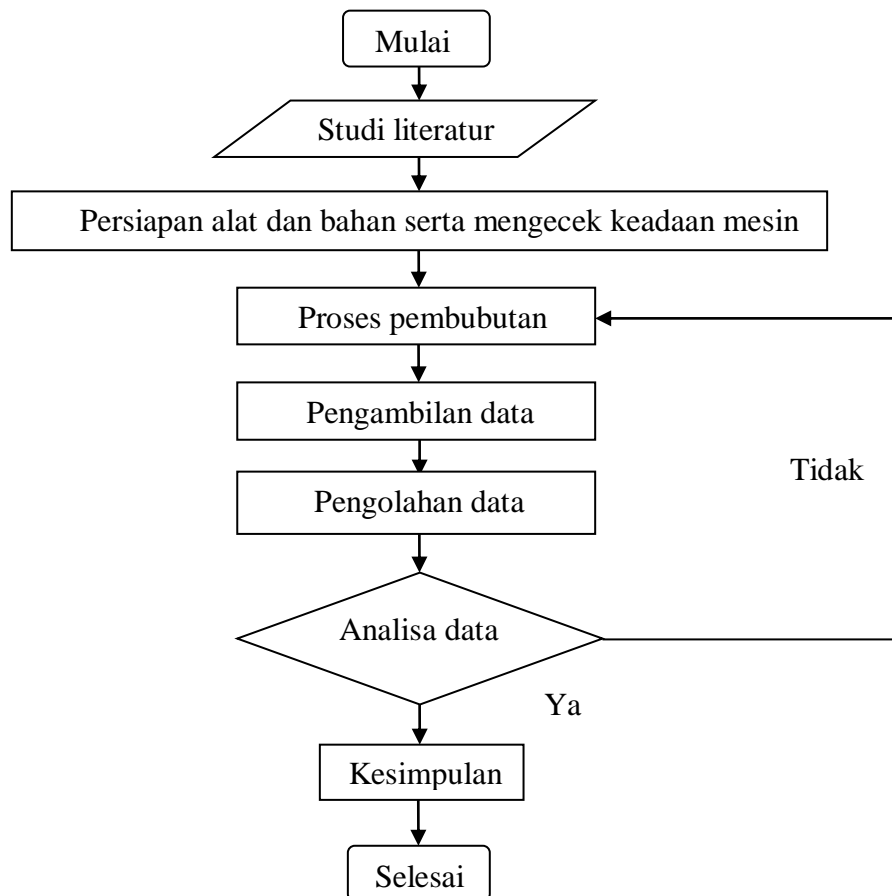 Mulai
Studi literatur
Persiapan alat dan bahan serta mengecek keadaan mesin
Proses pembubutan
Pengambilan data
Tidak
Pengolahan data
Analisa data
Ya
Kesimpulan
Selesai